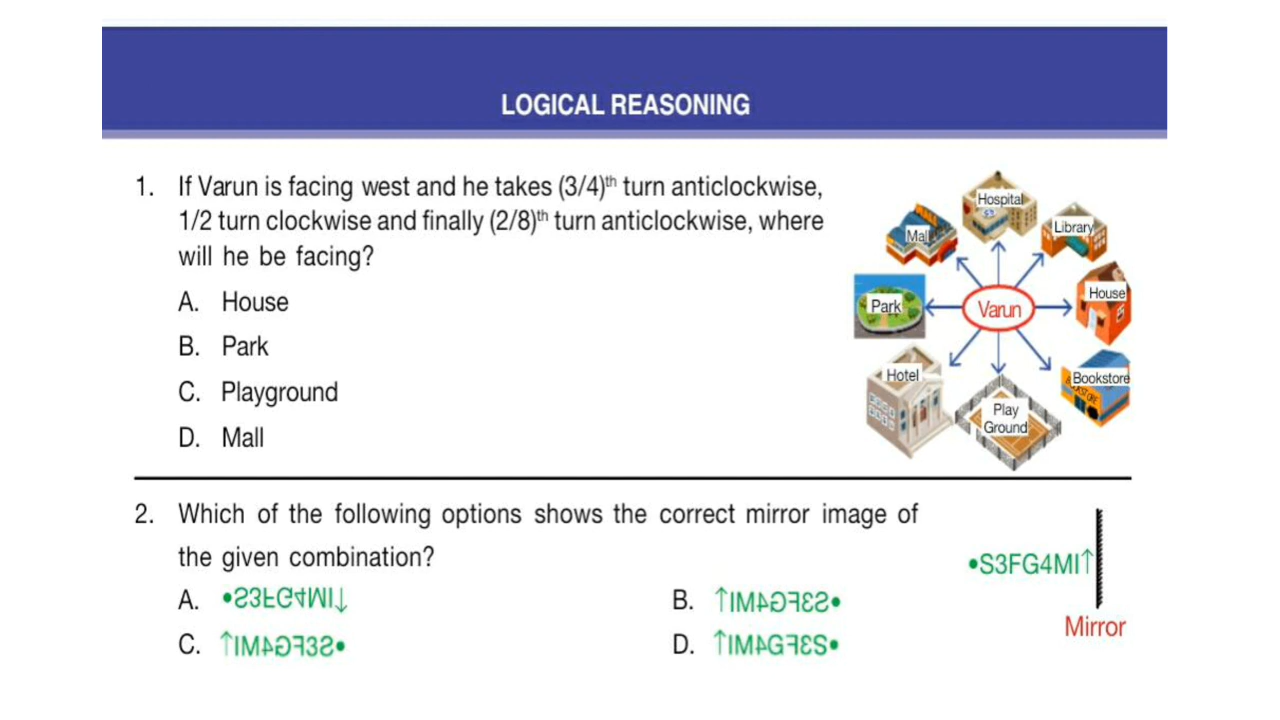 LOGICAL REASONING
1. If Varun is facing west and he takes (3/4)th turn anticlockwise,
1/2 turn clockwise and finally (2/8)th turn anticlockwise, where
will he be facing?
A. House
B. Park
C. Playground
D. Mall
Hospital
Mall
Library
Park
Varun
House
Hotel
Bookstore
BOOKSTORE
Play
Ground
2. Which of the following options shows the correct mirror image of
the given combination?
•S3FG4MI↑
Mirror
A.
B.
C.
D.